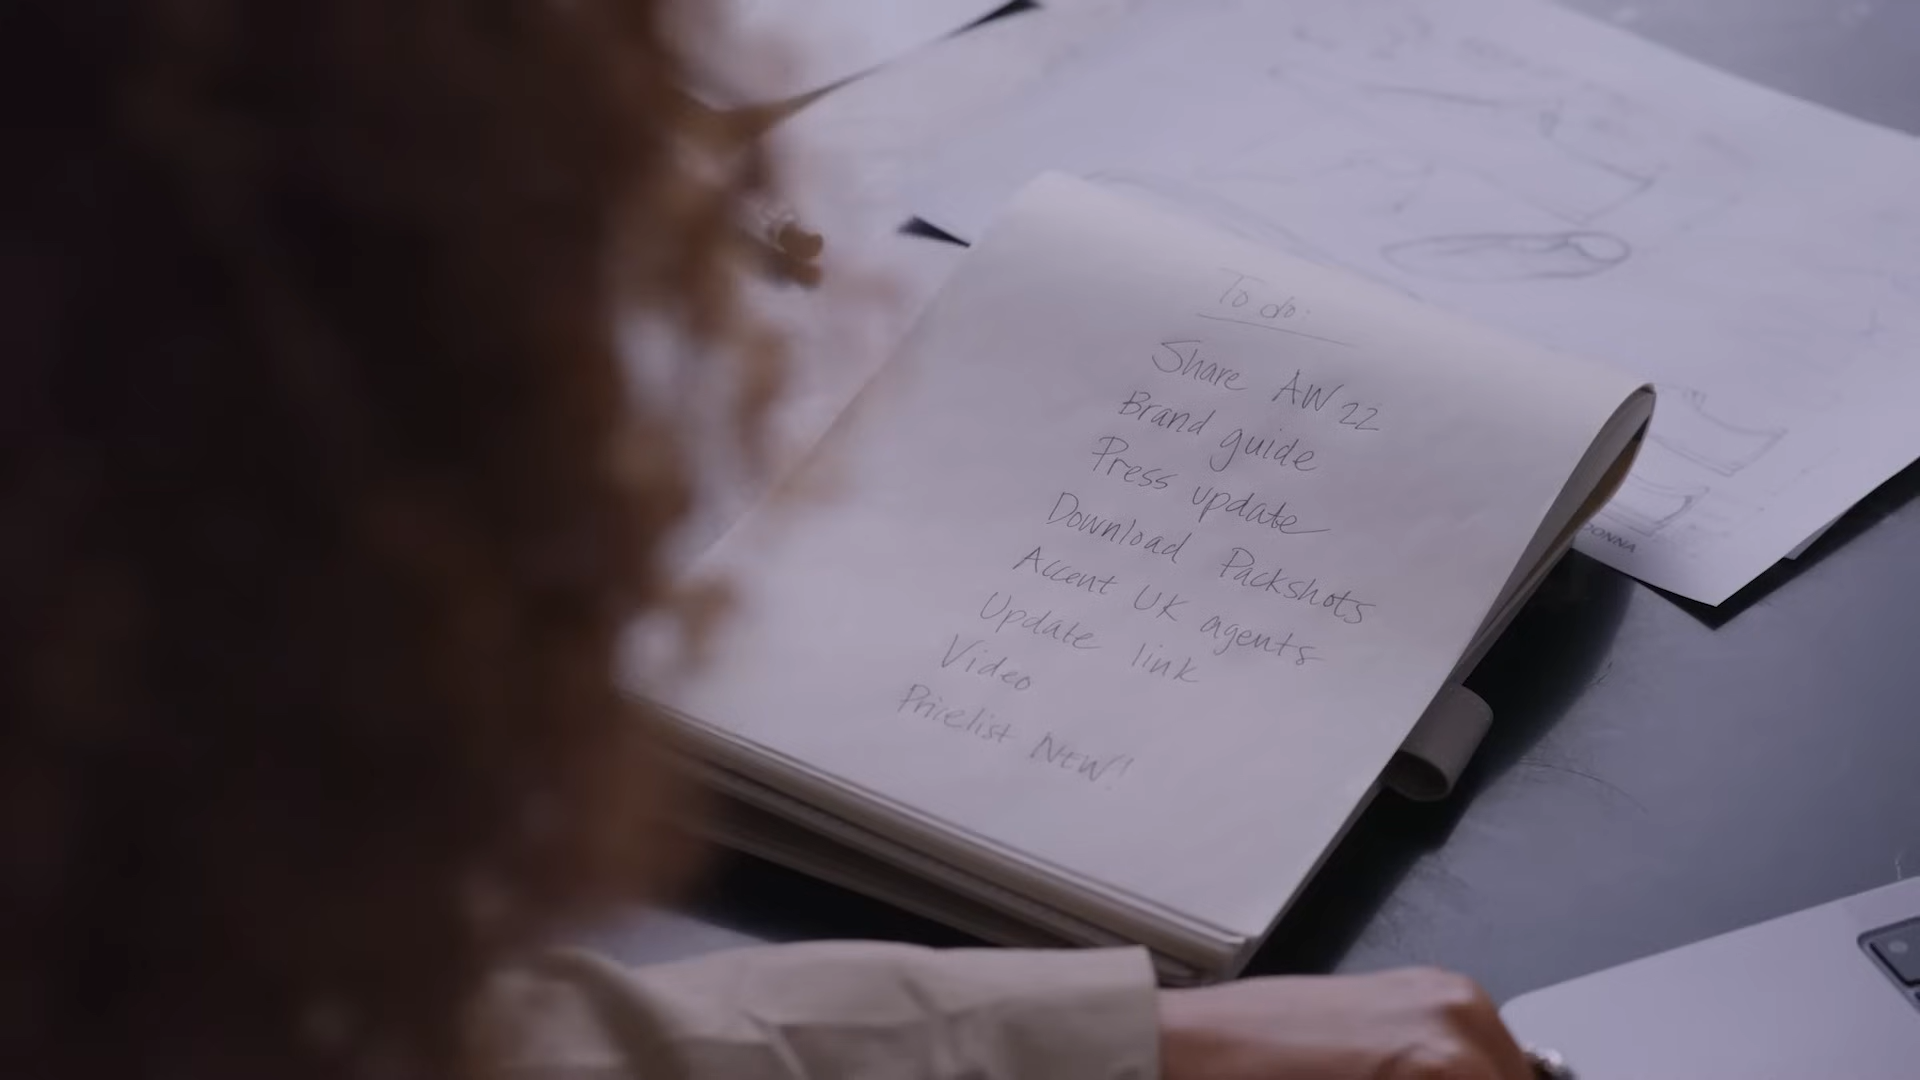 To do:
Share AW22
Brand guide
Press update
Download Packshots
Accent UK agents
Update link
Video
Pricelist NEW!